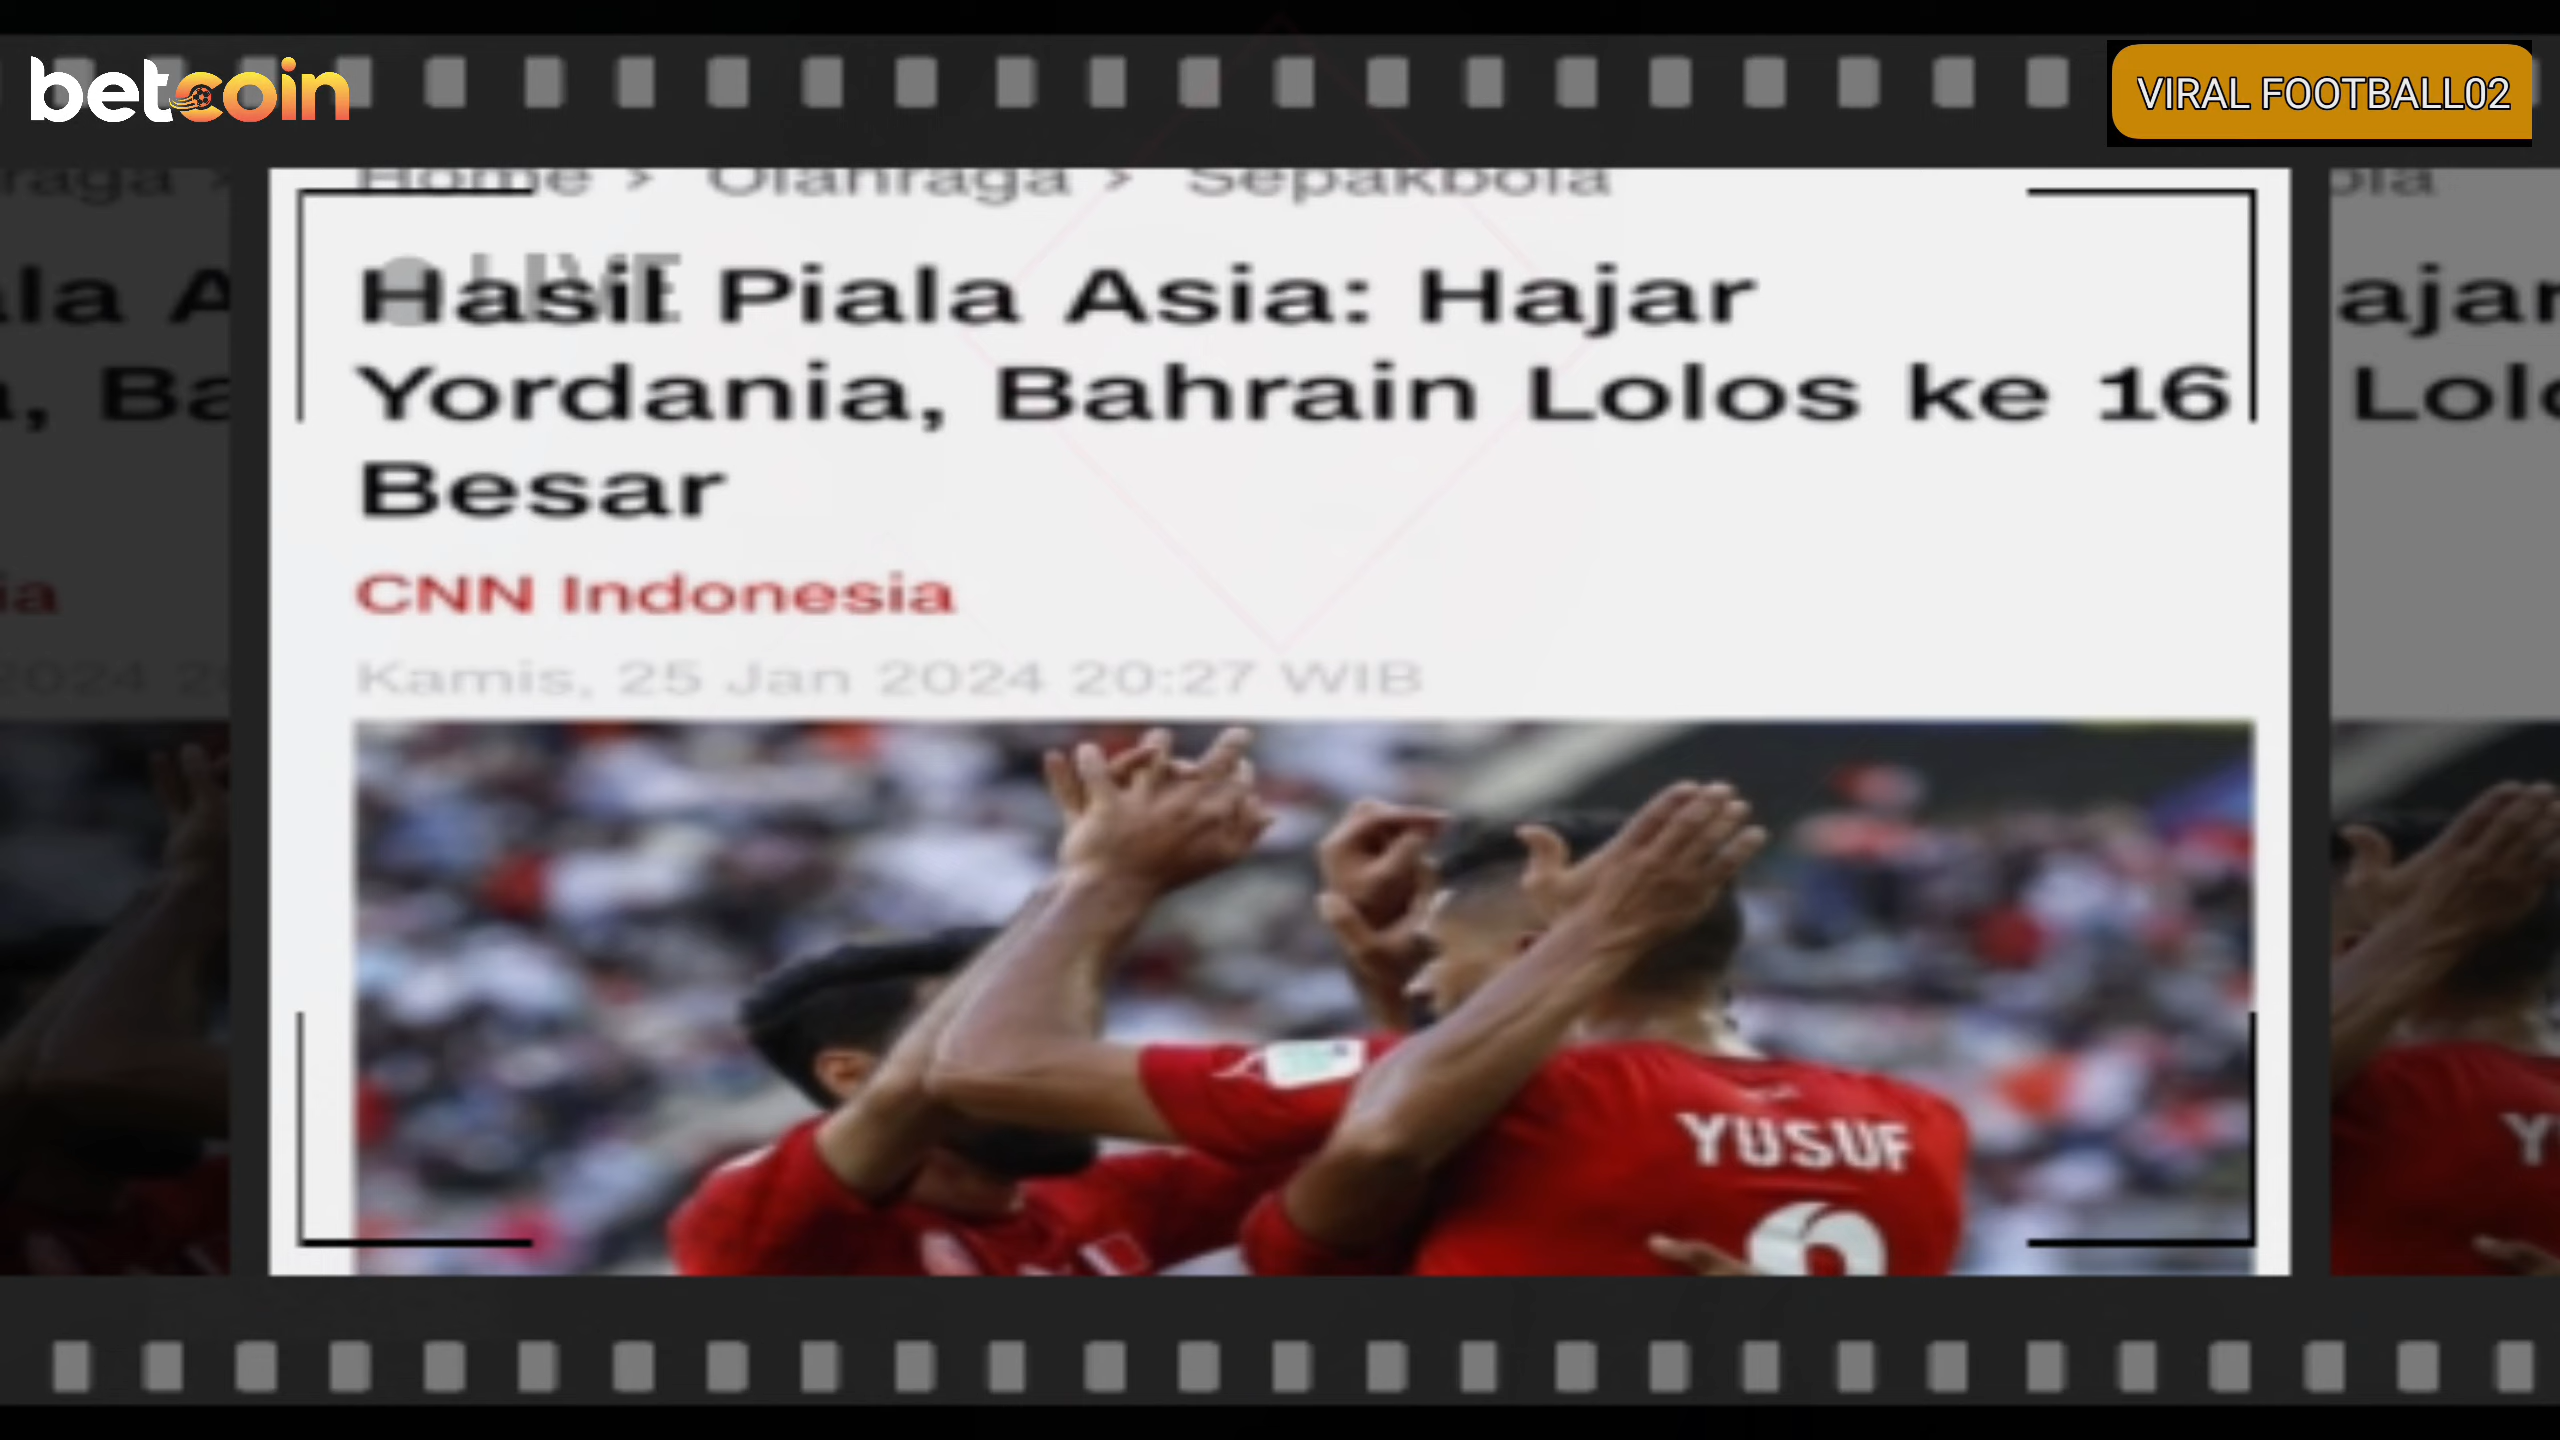 betcoin
VIRAL FOOTBALL02
Home > Olahraga > Sepakbola
LIVE
Hasil Piala Asia: Hajar
Yordania, Bahrain Lolos ke 16
Besar
CNN Indonesia
Kamis, 25 Jan 2024 20:27 WIB
YUSUF